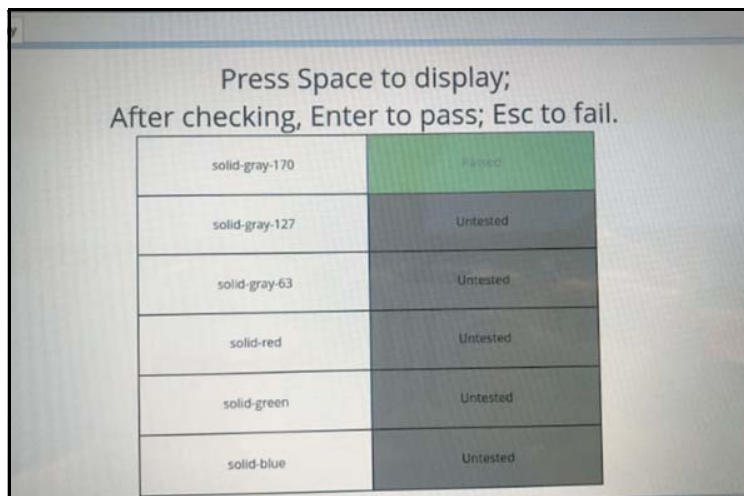 y
Press Space to display;
After checking, Enter to pass; Esc to fail.
solid-gray-170 Passed
solid-gray-127 Untested
solid-gray-63 Untested
solid-red Untested
solid-green Untested
solid-blue Untested